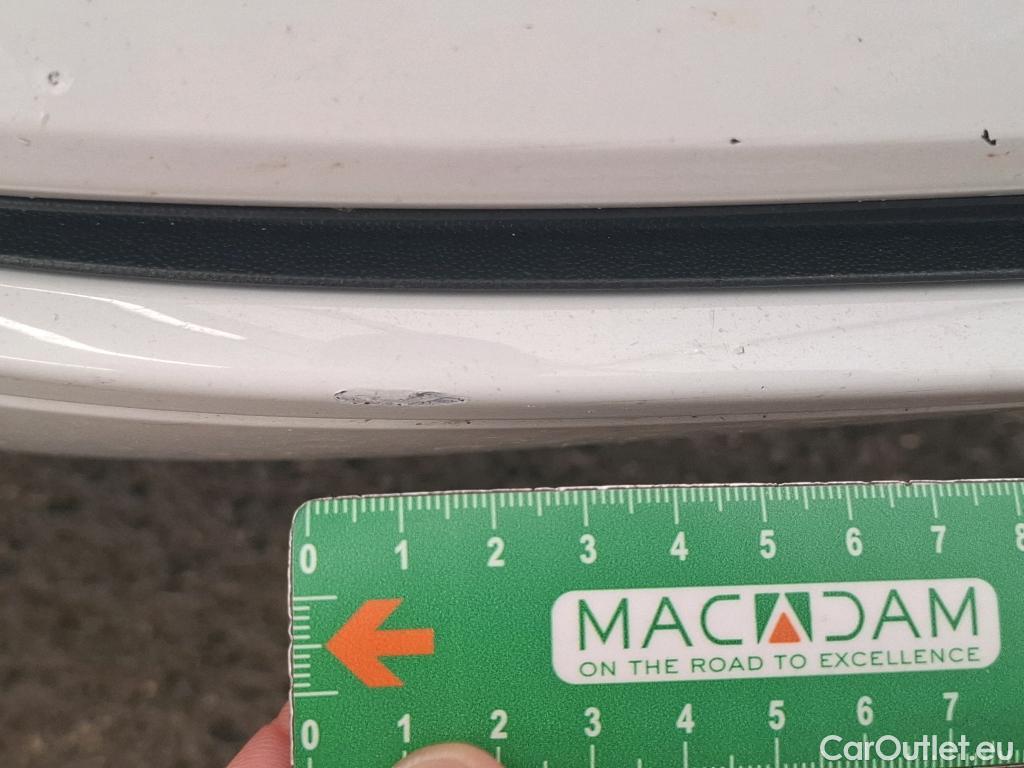 0 1 2 3 4 5 6 7 8
MACADAM
ON THE ROAD TO EXCELLENCE
0 1 2 3 4 5 6 7
CarOutlet.eu